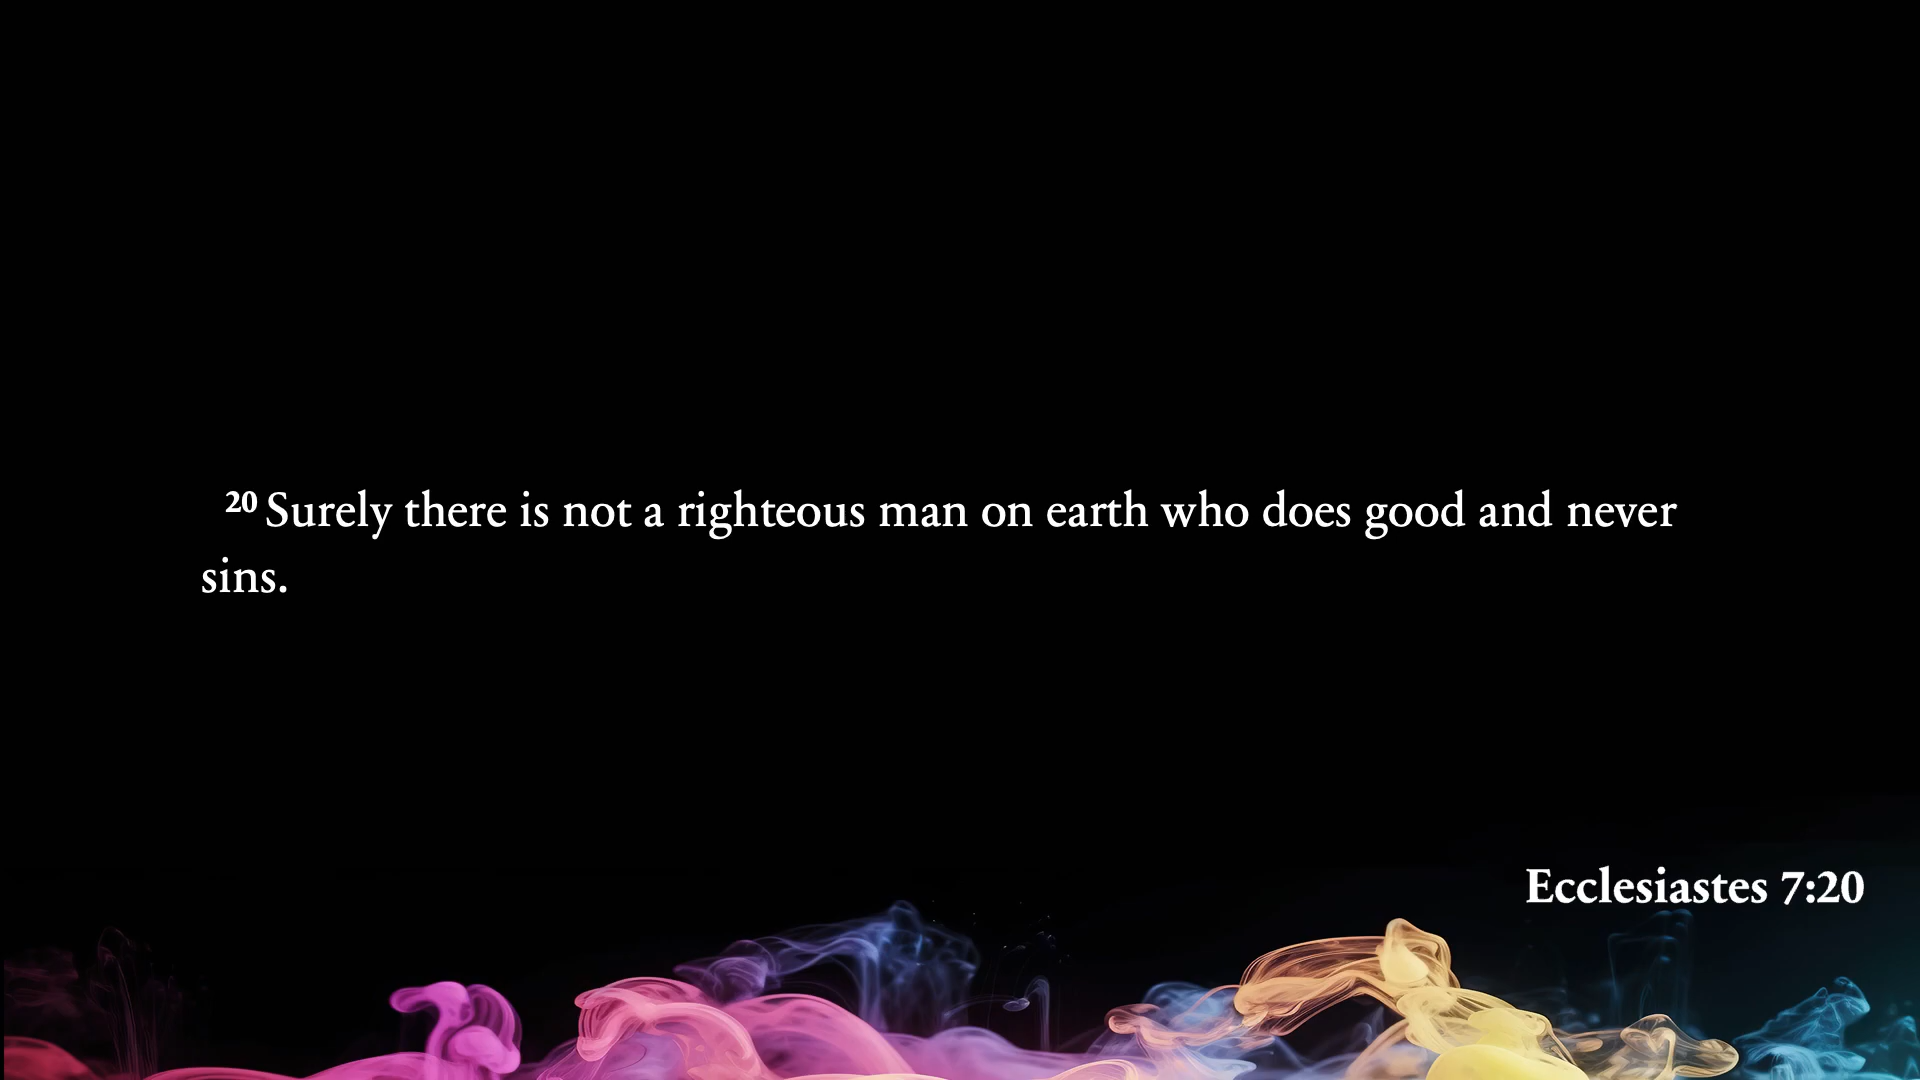 20 Surely there is not a righteous man on earth who does good and never
sins.
Ecclesiastes 7:20